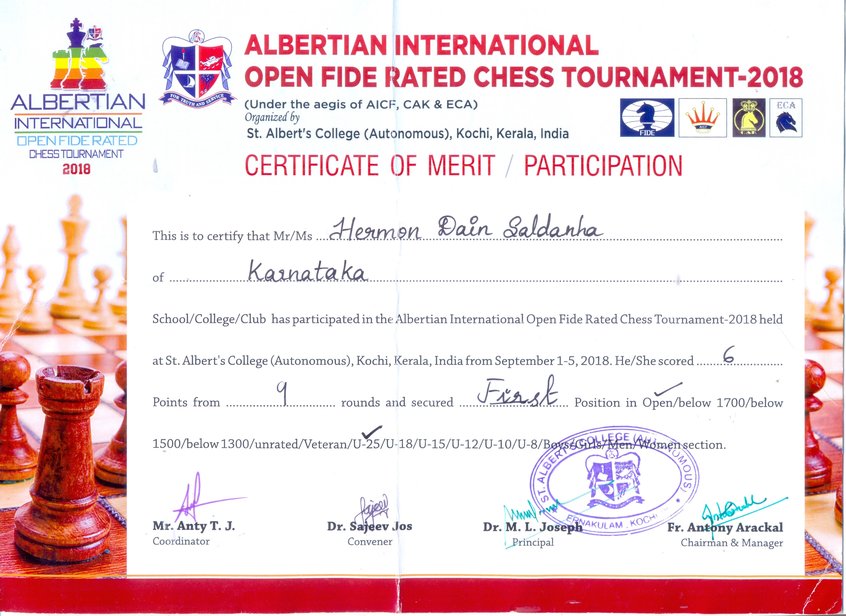 ALBERTIAN
INTERNATIONAL
OPEN FIDE RATED
CHESS TOURNAMENT
2018
FOR TRUTH AND SERVICE
ALBERTIAN INTERNATIONAL
OPEN FIDE RATED CHESS TOURNAMENT-2018
(Under the aegis of AICF, CAK & ECA)
Organized by
St. Albert's College (Autonomous), Kochi, Kerala, India
FIDE
ECA
CERTIFICATE OF MERIT / PARTICIPATION
This is to certify that Mr/Ms Hermon Dain Saldanha
of Karnataka
School/College/Club has participated in the Albertian International Open Fide Rated Chess Tournament-2018 held
at St. Albert's College (Autonomous), Kochi, Kerala, India from September 1-5, 2018. He/She scored 6
Points from 9 rounds and secured First Position in Open/below 1700/below
1500/below 1300/unrated/Veteran/U-25/U-18/U-15/U-12/U-10/U-8/Boys/Girls/Men/Women section.
ST. ALBERT'S COLLEGE (AUTONOMOUS)
ERNAKULAM, KOCHI
Mr. Anty T. J.
Coordinator
Dr. Sajeev Jos
Convener
Dr. M. L. Joseph
Principal
Fr. Antony Arackal
Chairman & Manager